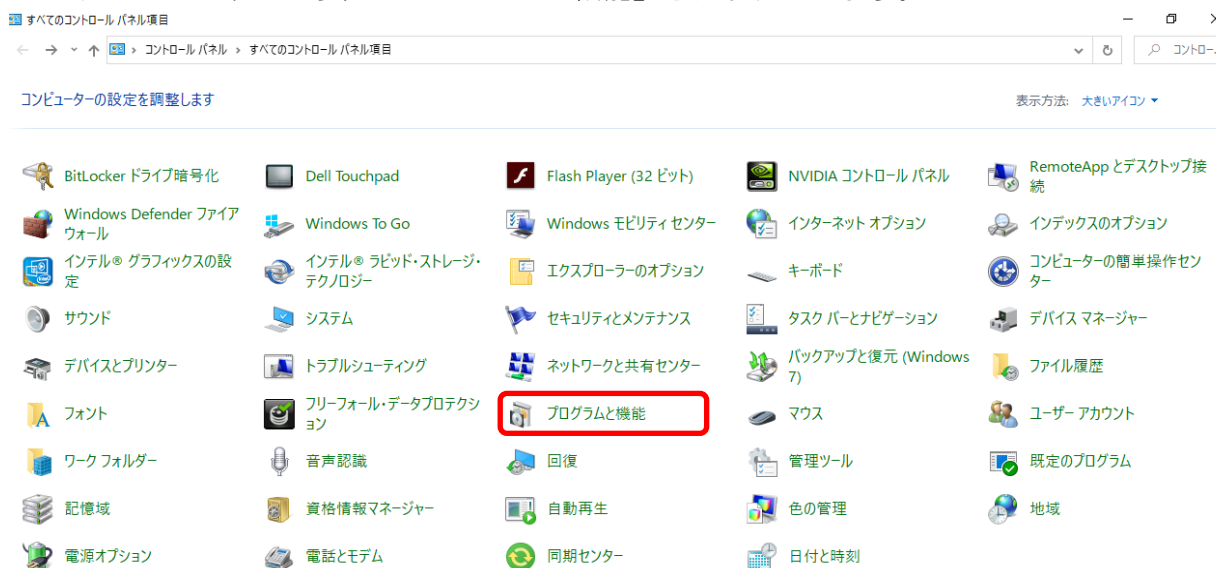 すべてのコントロール パネル項目
コントロール パネル › すべてのコントロール パネル項目
コントロー
コンピューターの設定を調整します
表示方法: 大きいアイコン
BitLocker ドライブ暗号化
Dell Touchpad
Flash Player (32 ビット)
NVIDIA コントロール パネル
RemoteApp とデスクトップ接
続
Windows Defender ファイア
ウォール
Windows To Go
Windows モビリティ センター
インターネット オプション
インデックスのオプション
インテル® グラフィックスの設
定
インテル® ラピッド・ストレージ・
テクノロジー
エクスプローラーのオプション
キーボード
コンピューターの簡単操作セン
ター
サウンド
システム
セキュリティとメンテナンス
タスク バーとナビゲーション
デバイス マネージャー
デバイスとプリンター
トラブルシューティング
ネットワークと共有センター
バックアップと復元 (Windows
7)
ファイル履歴
フォント
フリーフォール・データプロテクシ
ョン
プログラムと機能
マウス
ユーザー アカウント
ワーク フォルダー
音声認識
回復
管理ツール
既定のプログラム
記憶域
資格情報マネージャー
自動再生
色の管理
地域
電源オプション
電話とモデム
同期センター
日付と時刻